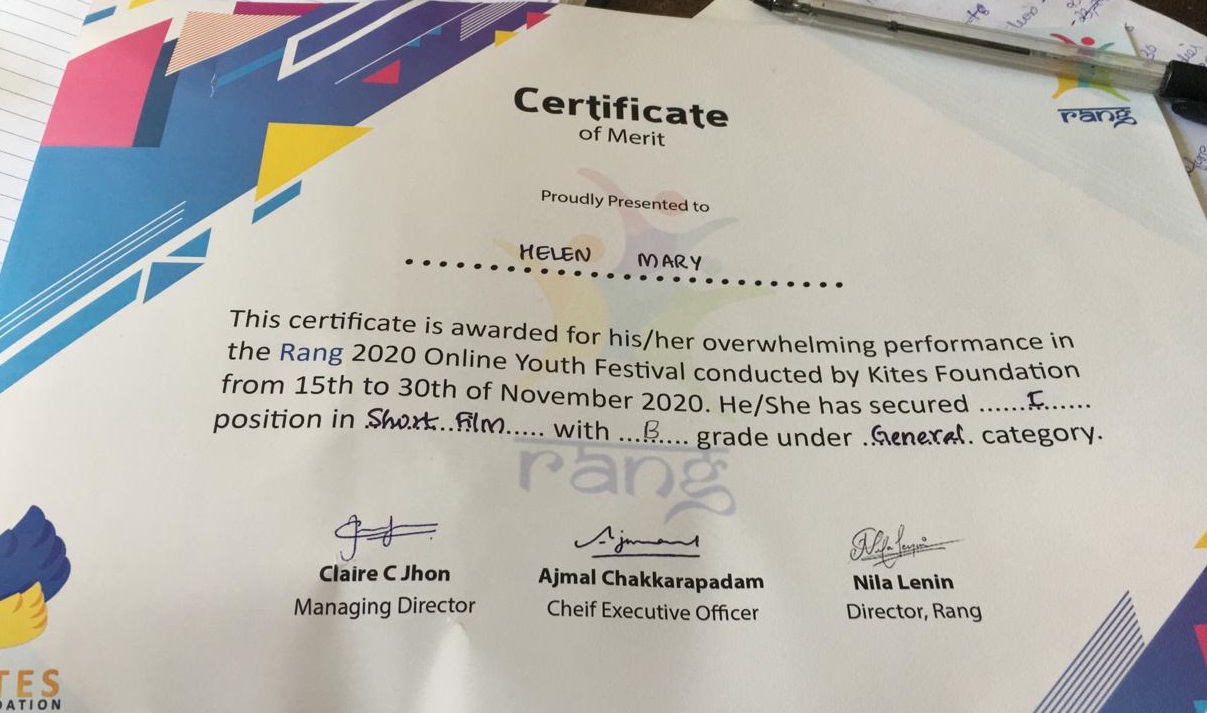 Certificate
of Merit
rang
Proudly Presented to
HELEN MARY
This certificate is awarded for his/her overwhelming performance in
the Rang 2020 Online Youth Festival conducted by Kites Foundation
from 15th to 30th of November 2020. He/She has secured ......I......
position in .Short..Film..... with ...B.... grade under .General. category.
rang
Claire C Jhon
Ajmal Chakkarapadam
Nila Lenin
Managing Director
Cheif Executive Officer
Director, Rang
TES
DATION